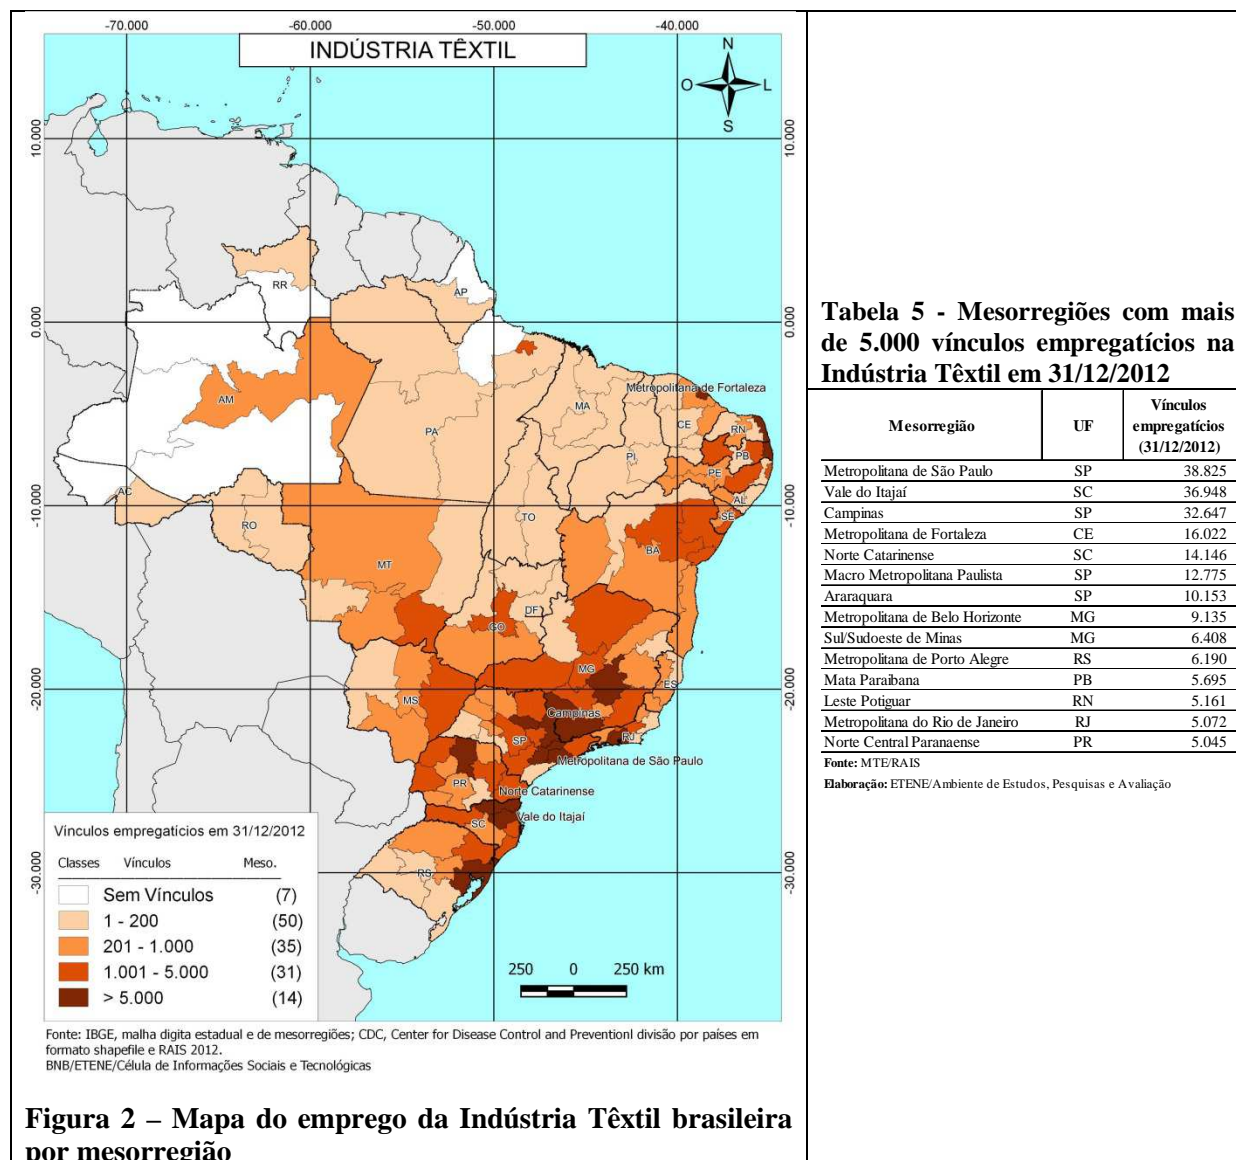 -70.000 -60.000 -50.000 -40.000
INDÚSTRIA TÊXTIL
N
O L
S
10.000 10.000
0.000 0.000
-10.000 -10.000
-20.000 -20.000
-30.000 -30.000
RR
AP
AM
PA
MA
Metropolitana de Fortaleza
CE
RN
PI
PB
PE
AL
SE
AC
RO
TO
BA
MT
DF
GO
MG
ES
MS
Campinas
SP
RJ
Metropolitana de São Paulo
PR
Norte Catarinense
SC
Vale do Itajaí
RS
Vínculos empregaticios em 31/12/2012
Classes Vínculos Meso.
Sem Vínculos (7)
1 - 200 (50)
201 - 1.000 (35)
1.001 - 5.000 (31)
> 5.000 (14)
250 0 250 km
Fonte: IBGE, malha digita estadual e de mesorregiões; CDC, Center for Disease Control and Preventionl divisão por países em
formato shapefile e RAIS 2012.
BNB/ETENE/Célula de Informações Sociais e Tecnológicas
Figura 2 – Mapa do emprego da Indústria Têxtil brasileira
por mesorregião
Tabela 5 - Mesorregiões com mais
de 5.000 vínculos empregatícios na
Indústria Têxtil em 31/12/2012
Mesorregião UF Vínculos
empregatícios
(31/12/2012)
Metropolitana de São Paulo SP 38.825
Vale do Itajaí SC 36.948
Campinas SP 32.647
Metropolitana de Fortaleza CE 16.022
Norte Catarinense SC 14.146
Macro Metropolitana Paulista SP 12.775
Araraquara SP 10.153
Metropolitana de Belo Horizonte MG 9.135
Sul/Sudoeste de Minas MG 6.408
Metropolitana de Porto Alegre RS 6.190
Mata Paraibana PB 5.695
Leste Potiguar RN 5.161
Metropolitana do Rio de Janeiro RJ 5.072
Norte Central Paranaense PR 5.045
Fonte: MTE/RAIS
Elaboração: ETENE/Ambiente de Estudos, Pesquisas e Avaliação